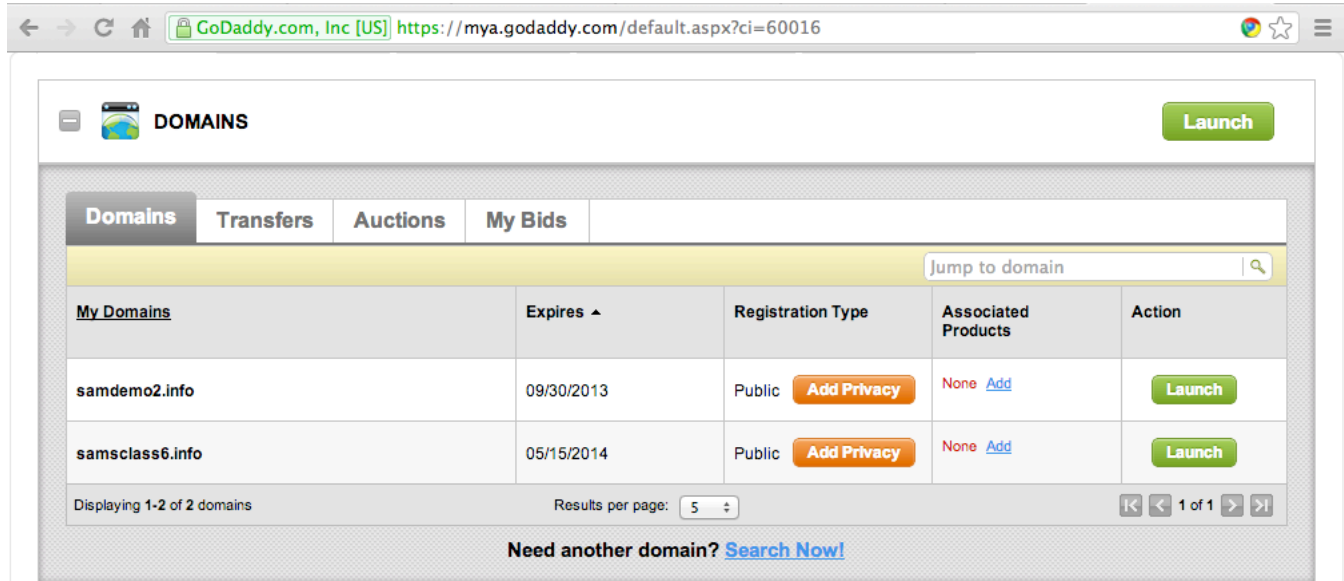 GoDaddy.com, Inc [US] https://mya.godaddy.com/default.aspx?ci=60016
DOMAINS
Launch
Domains Transfers Auctions My Bids
Jump to domain
My Domains Expires Registration Type Associated Products Action
samdemo2.info 09/30/2013 Public Add Privacy None Add Launch
samsclass6.info 05/15/2014 Public Add Privacy None Add Launch
Displaying 1-2 of 2 domains Results per page: 5 1 of 1
Need another domain? Search Now!